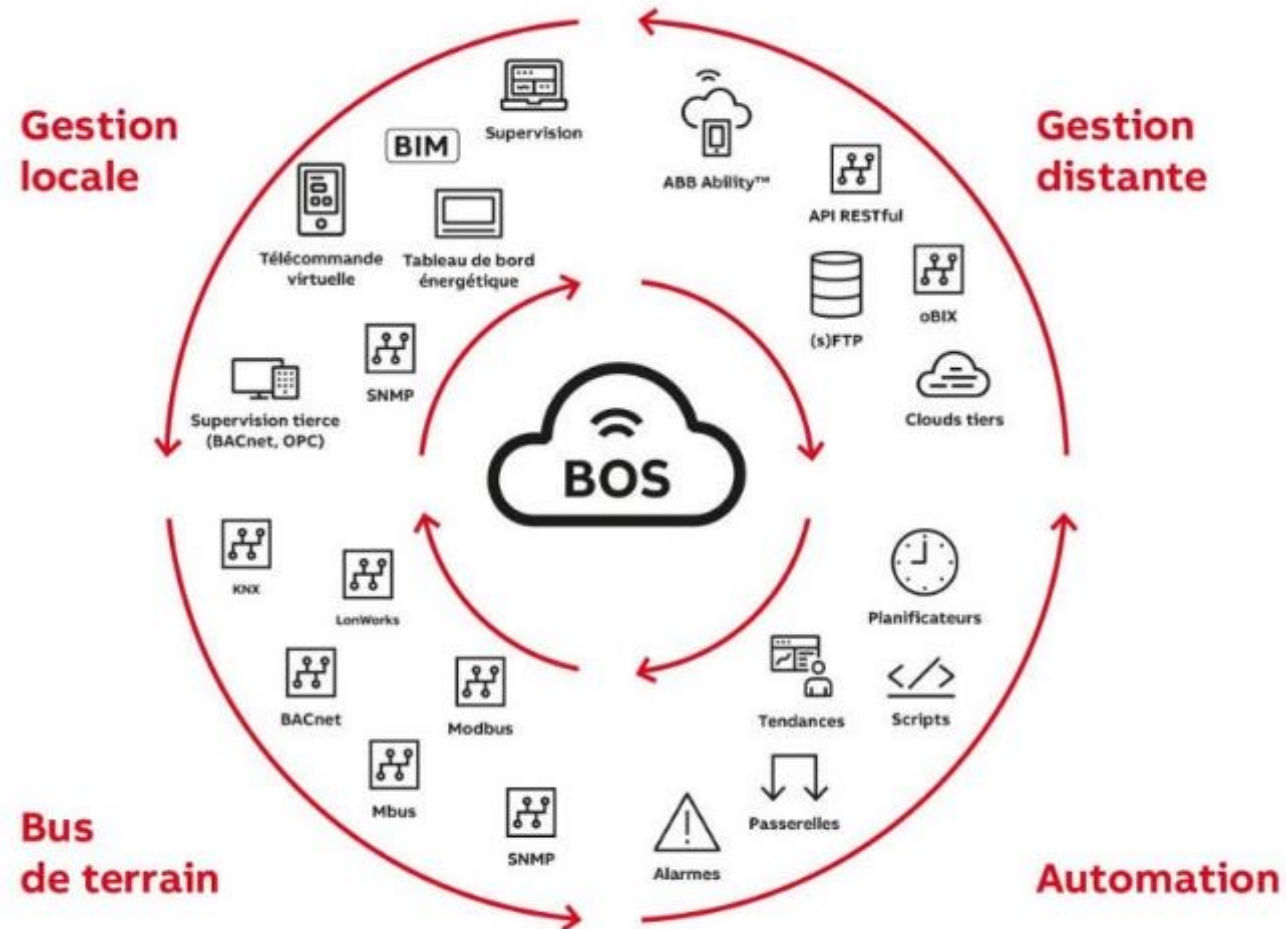 Gestion
locale
Supervision
BIM
Télécommande
virtuelle
Tableau de bord
énergétique
SNMP
Supervision tierce
(BACnet, OPC)
Gestion
distante
ABB Ability™
API RESTful
oBIX
(s)FTP
Clouds tiers
BOS
KNX
LonWorks
BACnet
Modbus
Mbus
SNMP
Bus
de terrain
Planificateurs
Tendances
Scripts
Passerelles
Alarmes
Automation